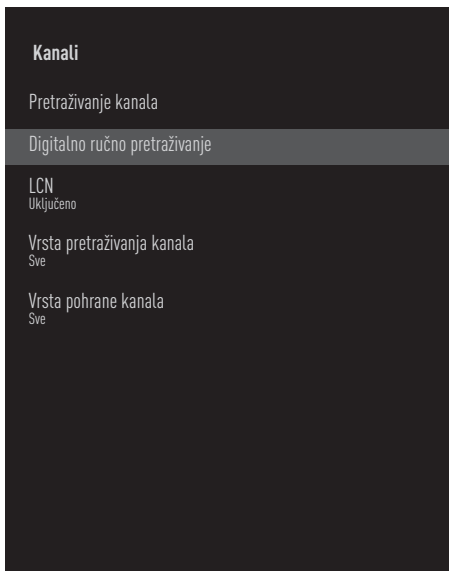 Kanali
Pretraživanje kanala
Digitalno ručno pretraživanje
LCN
Uključeno
Vrsta pretraživanja kanala
Sve
Vrsta pohrane kanala
Sve